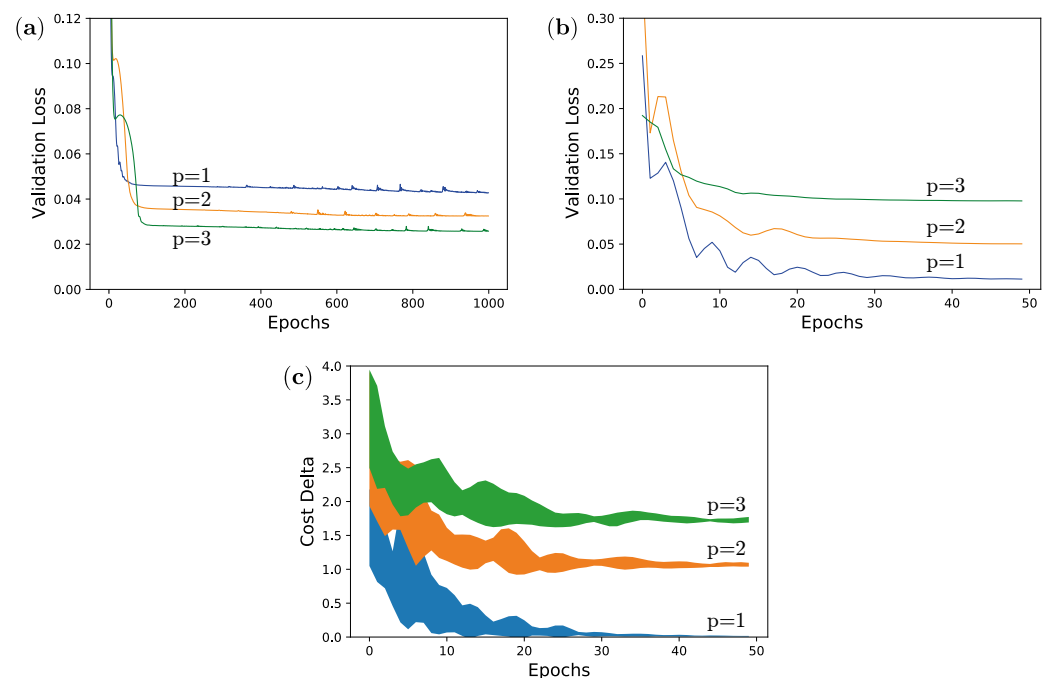 (a)
Validation Loss
0.12
0.10
0.08
0.06
0.04
0.02
0.00
p=1
p=2
p=3
0 200 400 600 800 1000
Epochs
(b)
Validation Loss
0.30
0.25
0.20
0.15
0.10
0.05
0.00
p=3
p=2
p=1
0 10 20 30 40 50
Epochs
(c)
Cost Delta
4.0
3.5
3.0
2.5
2.0
1.5
1.0
0.5
0.0
p=3
p=2
p=1
0 10 20 30 40 50
Epochs